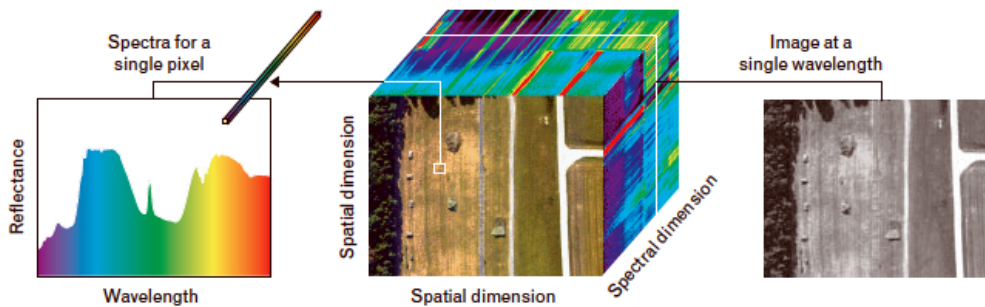 Spectra for a
single pixel
Image at a
single wavelength
Reflectance
Wavelength
Spatial dimension
Spatial dimension
Spectral dimension